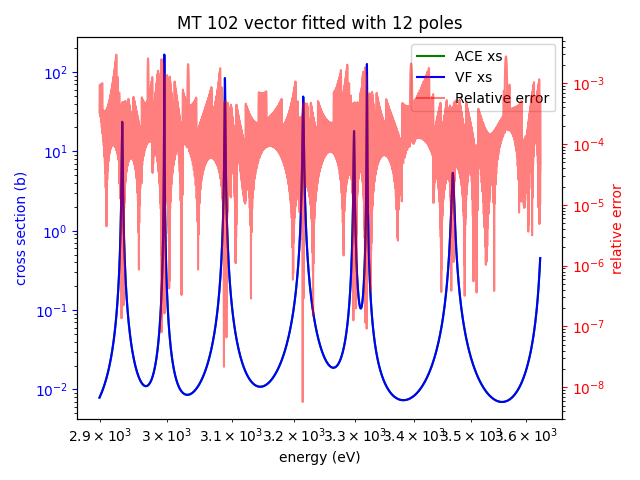 MT 102 vector fitted with 12 poles
ACE xs
VF xs
Relative error
cross section (b)
10²
10¹
10⁰
10⁻¹
10⁻²
relative error
10⁻³
10⁻⁴
10⁻⁵
10⁻⁶
10⁻⁷
10⁻⁸
2.9 × 10³ 3 × 10³ 3.1 × 10³ 3.2 × 10³ 3.3 × 10³ 3.4 × 10³ 3.5 × 10³ 3.6 × 10³
energy (eV)